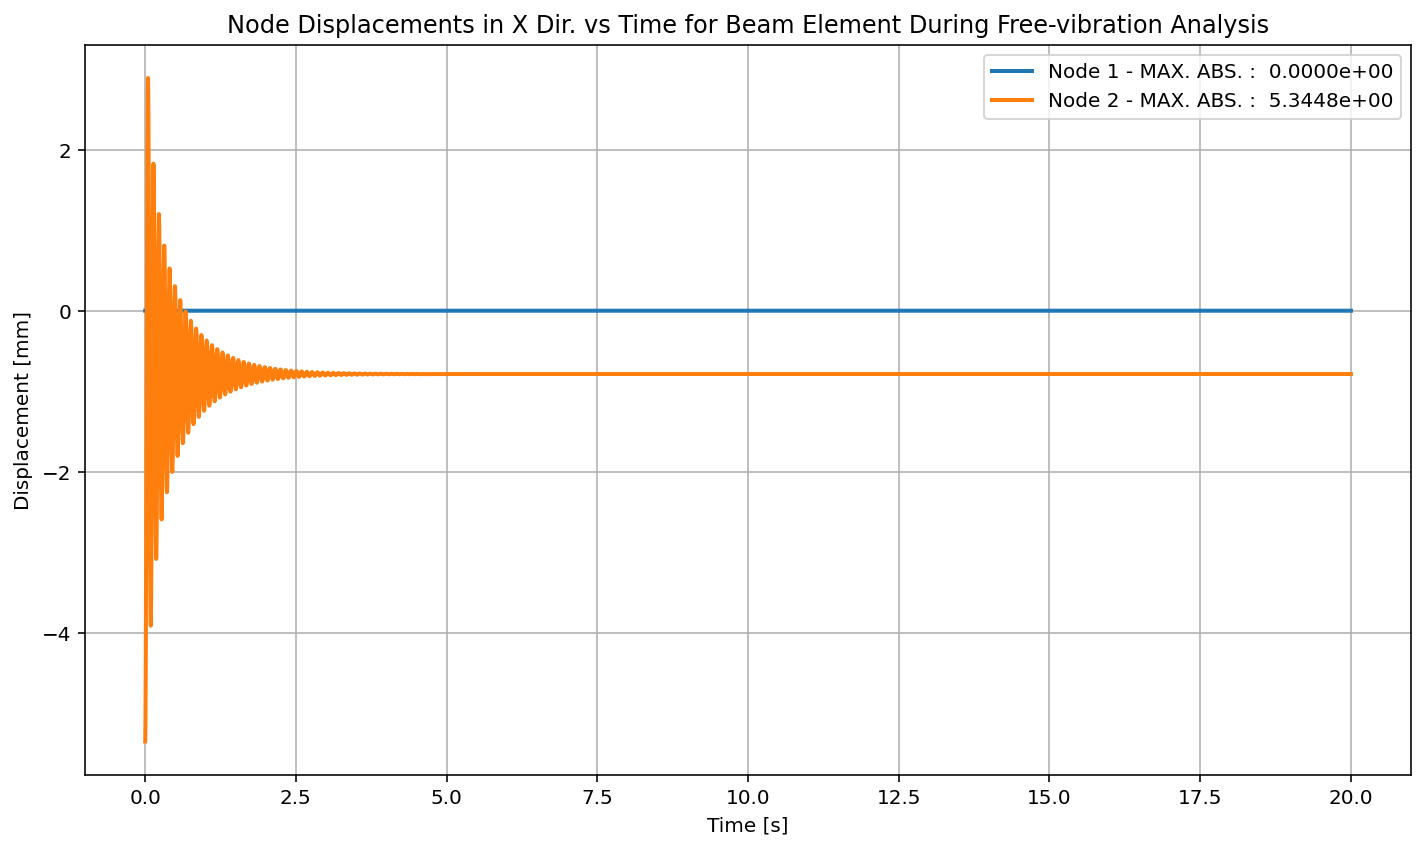 Node Displacements in X Dir. vs Time for Beam Element During Free-vibration Analysis
Node 1 - MAX. ABS. :  0.0000e+00
Node 2 - MAX. ABS. :  5.3448e+00
Displacement [mm]
2
0
−2
−4
0.0 2.5 5.0 7.5 10.0 12.5 15.0 17.5 20.0
Time [s]